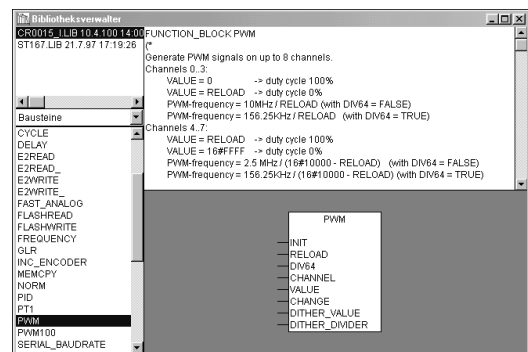 Bibliotheksverwalter
CR0015_I.LIB 10.4.100 14:00
ST167.LIB 21.7.97 17:19:26
FUNCTION_BLOCK PWM
(*
Generate PWM signals on up to 8 channels.
Channels 0..3:
VALUE = 0 -> duty cycle 100%
VALUE = RELOAD -> duty cycle 0%
PWM-frequency = 10MHz / RELOAD (with DIV64 = FALSE)
PWM-frequency = 156.25KHz / RELOAD (with DIV64 = TRUE)
Channels 4..7:
VALUE = RELOAD -> duty cycle 100%
VALUE = 16#FFFF -> duty cycle 0%
PWM-frequency = 2.5 MHz / (16#10000 - RELOAD) (with DIV64 = FALSE)
PWM-frequency = 156.25KHz / (16#10000 - RELOAD) (with DIV64 = TRUE)
Bausteine
CYCLE
DELAY
E2READ
E2READ_
E2WRITE
E2WRITE_
FAST_ANALOG
FLASHREAD
FLASHWRITE
FREQUENCY
GLR
INC_ENCODER
MEMCPY
NORM
PID
PT1
PWM
PWM100
SERIAL_BAUDRATE
PWM
INIT
RELOAD
DIV64
CHANNEL
VALUE
CHANGE
DITHER_VALUE
DITHER_DIVIDER